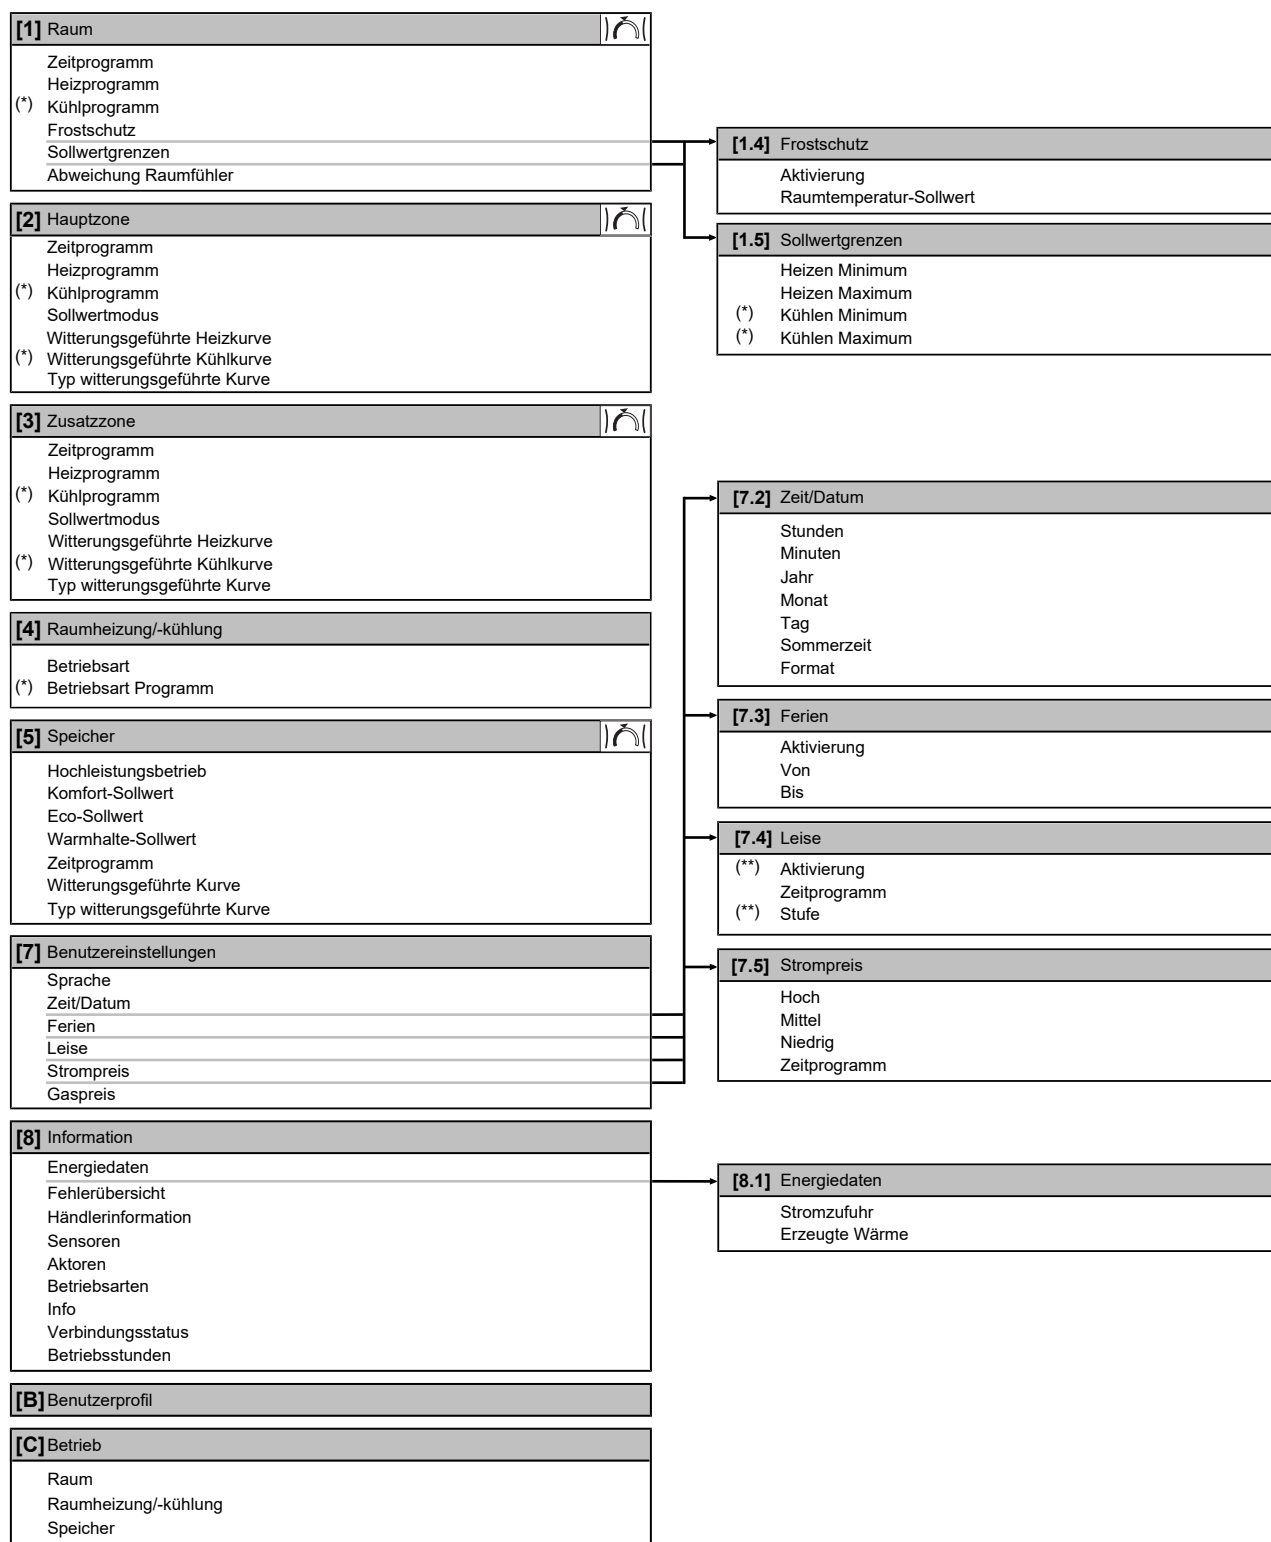 [1] Raum
Zeitprogramm
Heizprogramm
(*) Kühlprogramm
Frostschutz
Sollwertgrenzen
Abweichung Raumfühler
[2] Hauptzone
Zeitprogramm
Heizprogramm
(*) Kühlprogramm
Sollwertmodus
Witterungsgeführte Heizkurve
(*) Witterungsgeführte Kühlkurve
Typ witterungsgeführte Kurve
[3] Zusatzzone
Zeitprogramm
Heizprogramm
(*) Kühlprogramm
Sollwertmodus
Witterungsgeführte Heizkurve
(*) Witterungsgeführte Kühlkurve
Typ witterungsgeführte Kurve
[4] Raumheizung/-kühlung
Betriebsart
(*) Betriebsart Programm
[5] Speicher
Hochleistungsbetrieb
Komfort-Sollwert
Eco-Sollwert
Warmhalte-Sollwert
Zeitprogramm
Witterungsgeführte Kurve
Typ witterungsgeführte Kurve
[7] Benutzereinstellungen
Sprache
Zeit/Datum
Ferien
Leise
Strompreis
Gaspreis
[8] Information
Energiedaten
Fehlerübersicht
Händlerinformation
Sensoren
Aktoren
Betriebsarten
Info
Verbindungsstatus
Betriebsstunden
[B] Benutzerprofil
[C] Betrieb
Raum
Raumheizung/-kühlung
Speicher
[1.4] Frostschutz
Aktivierung
Raumtemperatur-Sollwert
[1.5] Sollwertgrenzen
Heizen Minimum
Heizen Maximum
(*) Kühlen Minimum
(*) Kühlen Maximum
[7.2] Zeit/Datum
Stunden
Minuten
Jahr
Monat
Tag
Sommerzeit
Format
[7.3] Ferien
Aktivierung
Von
Bis
[7.4] Leise
(**) Aktivierung
Zeitprogramm
(**) Stufe
[7.5] Strompreis
Hoch
Mittel
Niedrig
Zeitprogramm
[8.1] Energiedaten
Stromzufuhr
Erzeugte Wärme